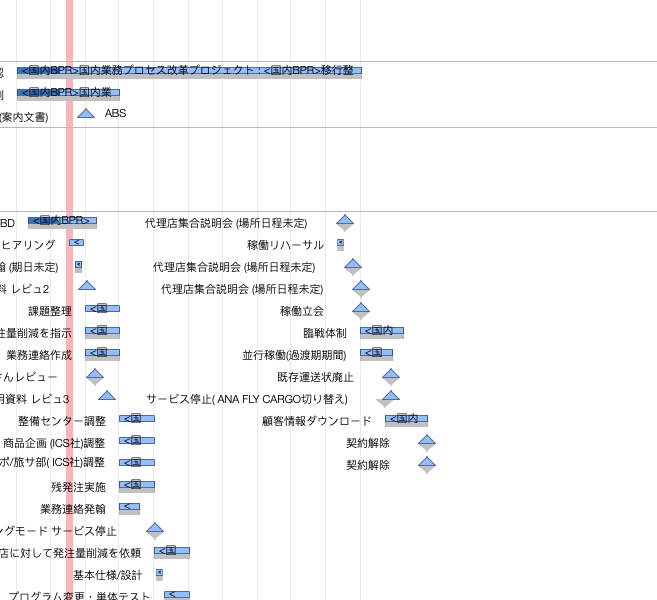 <国内BPR>国内業務プロセス改革プロジェクト：<国内BPR>移行整
<国内BPR>国内業
(案内文書) ABS
BD <国内BPR> 代理店集合説明会 (場所日程未定)
ヒアリング < 稼働リハーサル <
(期日未定) < 代理店集合説明会 (場所日程未定)
料 レビュ2 代理店集合説明会 (場所日程未定)
課題整理 <国 稼働立会
注量削減を指示 <国 臨戦体制 <国内
業務連絡作成 <国 並行稼働(過渡期期間) <国
さんレビュー 既存運送状廃止
明資料 レビュ3 サービス停止( ANA FLY CARGO切り替え)
整備センター調整 <国 顧客情報ダウンロード <国内
商品企画 (ICS社)調整 <国 契約解除
ポ/旅サ部( ICS社)調整 <国 契約解除
残発注実施 <国
業務連絡発翰 <
ングモード サービス停止
店に対して発注量削減を依頼 <国
基本仕様/設計 <
プログラム変更・単体テスト <